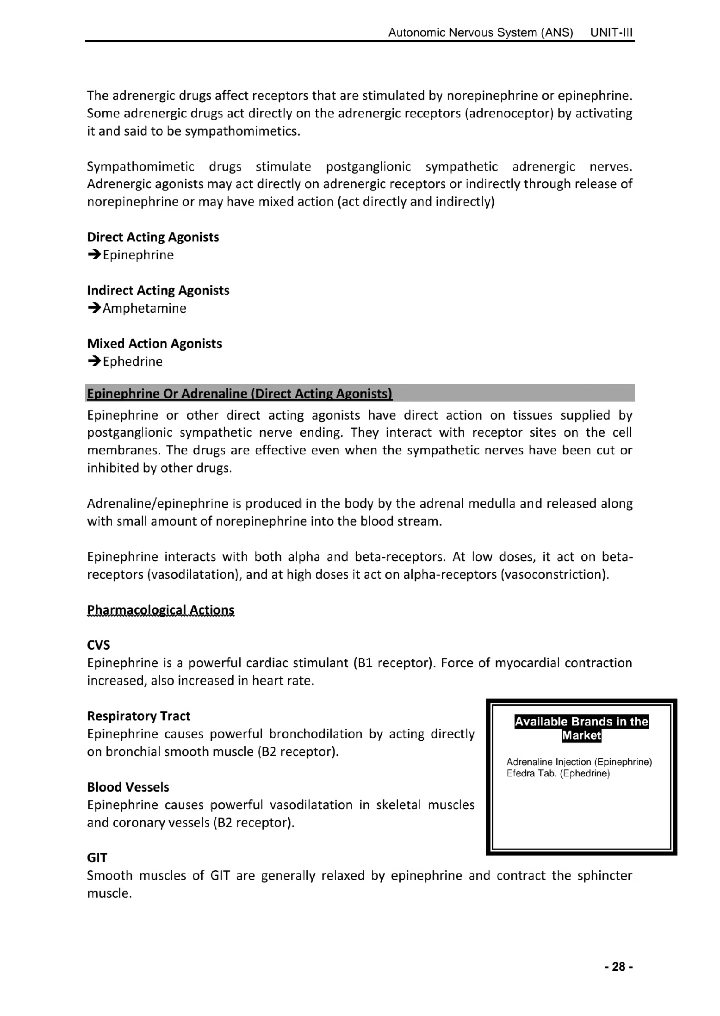 Autonomic Nervous System (ANS) UNIT-III
The adrenergic drugs affect receptors that are stimulated by norepinephrine or epinephrine.
Some adrenergic drugs act directly on the adrenergic receptors (adrenoceptor) by activating
it and said to be sympathomimetics.
Sympathomimetic drugs stimulate postganglionic sympathetic adrenergic nerves.
Adrenergic agonists may act directly on adrenergic receptors or indirectly through release of
norepinephrine or may have mixed action (act directly and indirectly)
Direct Acting Agonists
➔Epinephrine
Indirect Acting Agonists
➔Amphetamine
Mixed Action Agonists
➔Ephedrine
Epinephrine Or Adrenaline (Direct Acting Agonists)
Epinephrine or other direct acting agonists have direct action on tissues supplied by
postganglionic sympathetic nerve ending. They interact with receptor sites on the cell
membranes. The drugs are effective even when the sympathetic nerves have been cut or
inhibited by other drugs.
Adrenaline/epinephrine is produced in the body by the adrenal medulla and released along
with small amount of norepinephrine into the blood stream.
Epinephrine interacts with both alpha and beta-receptors. At low doses, it act on beta-
receptors (vasodilatation), and at high doses it act on alpha-receptors (vasoconstriction).
Pharmacological Actions
CVS
Epinephrine is a powerful cardiac stimulant (B1 receptor). Force of myocardial contraction
increased, also increased in heart rate.
Respiratory Tract
Epinephrine causes powerful bronchodilation by acting directly
on bronchial smooth muscle (B2 receptor).
Blood Vessels
Epinephrine causes powerful vasodilatation in skeletal muscles
and coronary vessels (B2 receptor).
Available Brands in the
Market
Adrenaline Injection (Epinephrine)
Efedra Tab. (Ephedrine)
GIT
Smooth muscles of GIT are generally relaxed by epinephrine and contract the sphincter
muscle.
- 28 -